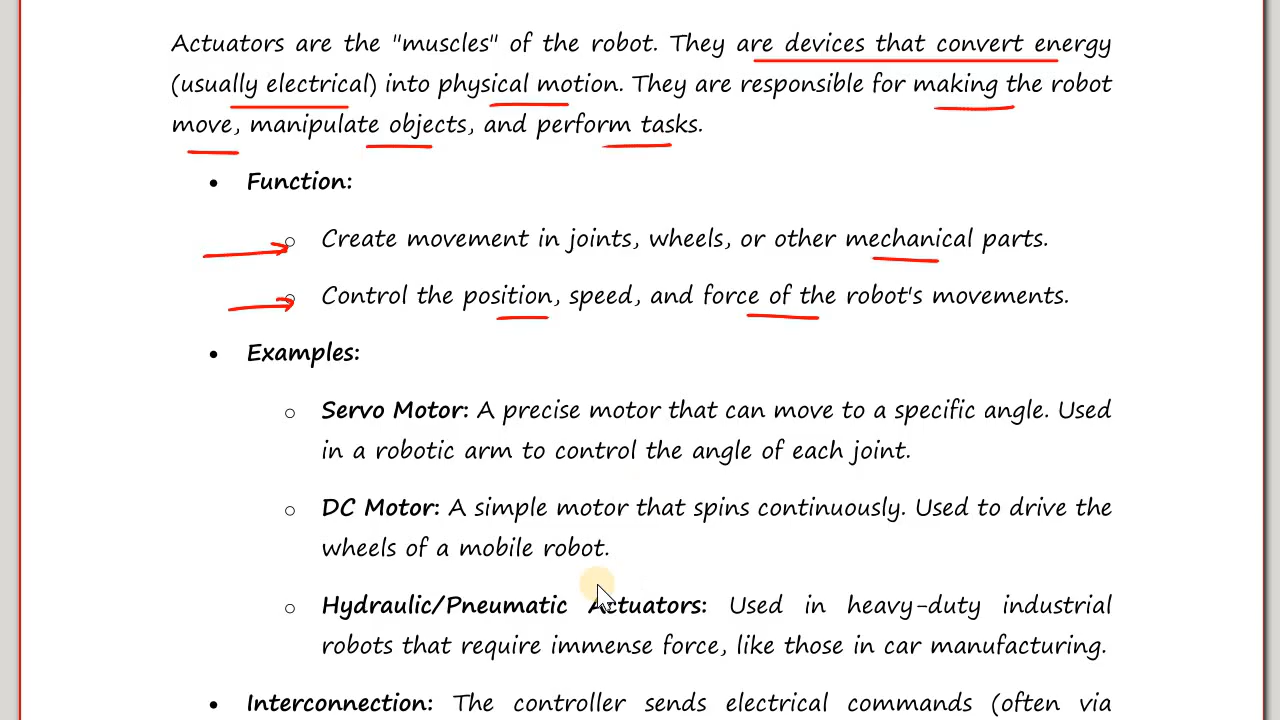 Actuators are the "muscles" of the robot. They are devices that convert energy
(usually electrical) into physical motion. They are responsible for making the robot
move, manipulate objects, and perform tasks.
• Function:
o Create movement in joints, wheels, or other mechanical parts.
o Control the position, speed, and force of the robot's movements.
• Examples:
o Servo Motor: A precise motor that can move to a specific angle. Used
in a robotic arm to control the angle of each joint.
o DC Motor: A simple motor that spins continuously. Used to drive the
wheels of a mobile robot.
o Hydraulic/Pneumatic Actuators: Used in heavy-duty industrial
robots that require immense force, like those in car manufacturing.
• Interconnection: The controller sends electrical commands (often via